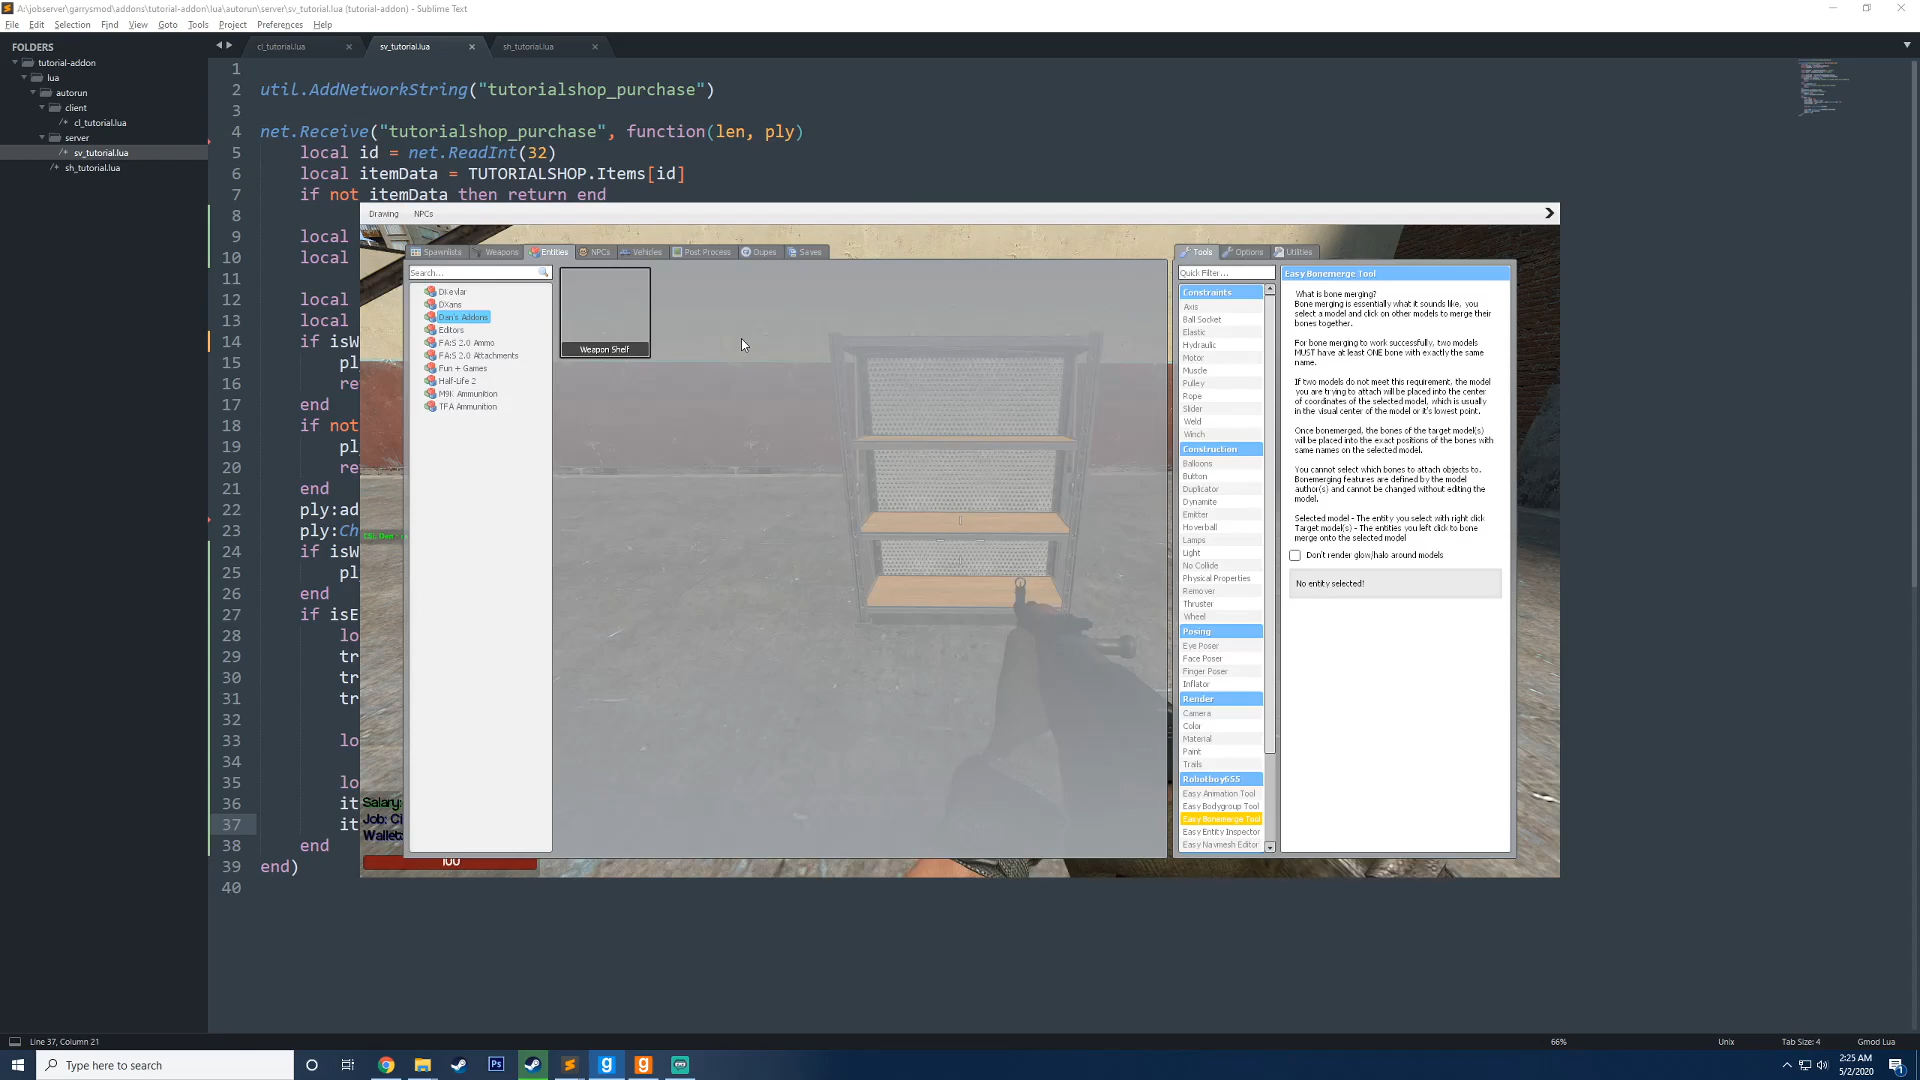 A:\jobserver\garrysmod\addons\tutorial-addon\lua\autorun\server\sv_tutorial.lua (tutorial-addon) - Sublime Text
File Edit Selection Find View Goto Tools Project Preferences Help
FOLDERS
tutorial-addon
lua
autorun
client
cl_tutorial.lua
server
sv_tutorial.lua
sh_tutorial.lua
cl_tutorial.lua sv_tutorial.lua sh_tutorial.lua
1
2 util.AddNetworkString("tutorialshop_purchase")
3
4 net.Receive("tutorialshop_purchase", function(len, ply)
5 local id = net.ReadInt(32)
6 local itemData = TUTORIALSHOP.Items[id]
7 if not itemData then return end
8
9 local
10 local
11
12 local
13 local
14 if isW
15 pl
16 re
17 end
18 if not
19 pl
20 re
21 end
22 ply:ad
23 ply:Ch
24 if isW
25 pl
26 end
27 if isE
28 lo
29 tr
30 tr
31 tr
32
33 lo
34
35 lo
36 it
37 it
38 end
39 end)
40
Drawing NPCs
Spawnlists Weapons Entities NPCs Vehicles Post Process Dupes Saves
Search...
DKevlar
DXans
Dan's Addons
Editors
FA:S 2.0 Ammo
FA:S 2.0 Attachments
Fun + Games
Half-Life 2
M9K Ammunition
TFA Ammunition
Weapon Shelf
Salary:
Job: Ci
Wallet:
100
Tools Options Utilities
Quick Filter...
Constraints
Axis
Ball Socket
Elastic
Hydraulic
Motor
Muscle
Pulley
Rope
Slider
Weld
Winch
Construction
Balloons
Button
Duplicator
Dynamite
Emitter
Hoverball
Lamps
Light
No Collide
Physical Properties
Remover
Thruster
Wheel
Posing
Eye Poser
Face Poser
Finger Poser
Inflator
Render
Camera
Color
Material
Paint
Trails
Robotboy655
Easy Animation Tool
Easy Bodygroup Tool
Easy Bonemerge Tool
Easy Entity Inspector
Easy Navmesh Editor
Easy Bonemerge Tool
What is bone merging?
Bone merging is essentially what it sounds like, you
select a model and click on other models to merge their
bones together.
For bone merging to work successfully, two models
MUST have at least ONE bone with exactly the same
name.
If two models do not meet this requirement, the model
you are trying to attach will be placed into the center
of coordinates of the selected model, which is usually
in the visual center of the model or it's lowest point.
Once bonemerged, the bones of the target model(s)
will be placed into the exact positions of the bones with
same names on the selected model.
You cannot select which bones to attach objects to.
Bonemerging features are defined by the model
author(s) and cannot be changed without editing the
model.
Selected model - The entity you select with right click
Target model(s) - The entities you left click to bone
merge onto the selected model
Don't render glow/halo around models
No entity selected!
Line 37, Column 21 66% Unix Tab Size: 4 Gmod Lua
Type here to search
2:25 AM
5/2/2020